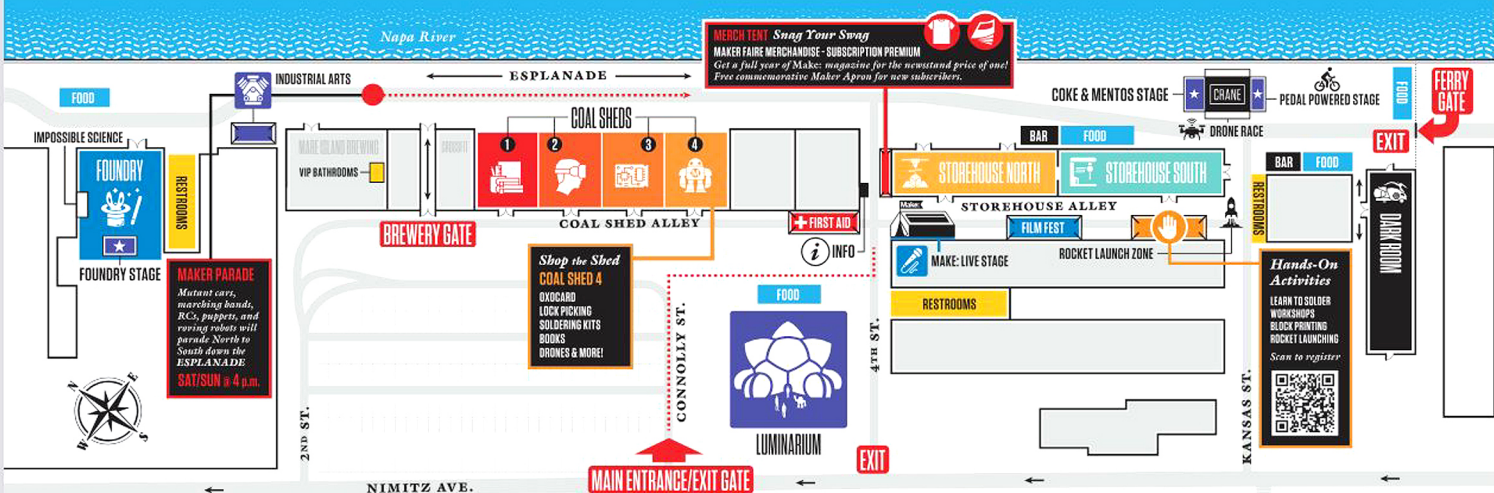 Napa River
MERCH TENT Snag Your Swag
MAKER FAIRE MERCHANDISE - SUBSCRIPTION PREMIUM
Get a full year of Make: magazine for the newsstand price of one!
Free commemorative Maker Apron for new subscribers.
INDUSTRIAL ARTS
ESPLANADE
FOOD
IMPOSSIBLE SCIENCE
FOUNDRY
FOUNDRY STAGE
RESTROOMS
MAKER PARADE
Mutant cars,
marching bands,
RCs, puppets, and
roving robots will
parade North to
South down the
ESPLANADE
SAT/SUN @ 4 p.m.
N
E
W
S
MARE ISLAND BREWING
VIP BATHROOMS
CROSSFIT
BREWERY GATE
COAL SHEDS
1
2
3
4
COAL SHED ALLEY
Shop the Shed
COAL SHED 4
OXOCARD
LOCK PICKING
SOLDERING KITS
BOOKS
DRONES & MORE!
+ FIRST AID
i INFO
2ND ST.
NIMITZ AVE.
CONNOLLY ST.
MAIN ENTRANCE/EXIT GATE
FOOD
LUMINARIUM
4TH ST.
EXIT
BAR
FOOD
STOREHOUSE NORTH
STOREHOUSE SOUTH
STOREHOUSE ALLEY
Make:
FILM FEST
MAKE: LIVE STAGE
ROCKET LAUNCH ZONE
RESTROOMS
COKE & MENTOS STAGE
CRANE
PEDAL POWERED STAGE
DRONE RACE
FOOD
FERRY
GATE
EXIT
BAR
FOOD
RESTROOMS
DARK ROOM
Hands-On
Activities
LEARN TO SOLDER
WORKSHOPS
BLOCK PRINTING
ROCKET LAUNCHING
Scan to register
KANSAS ST.